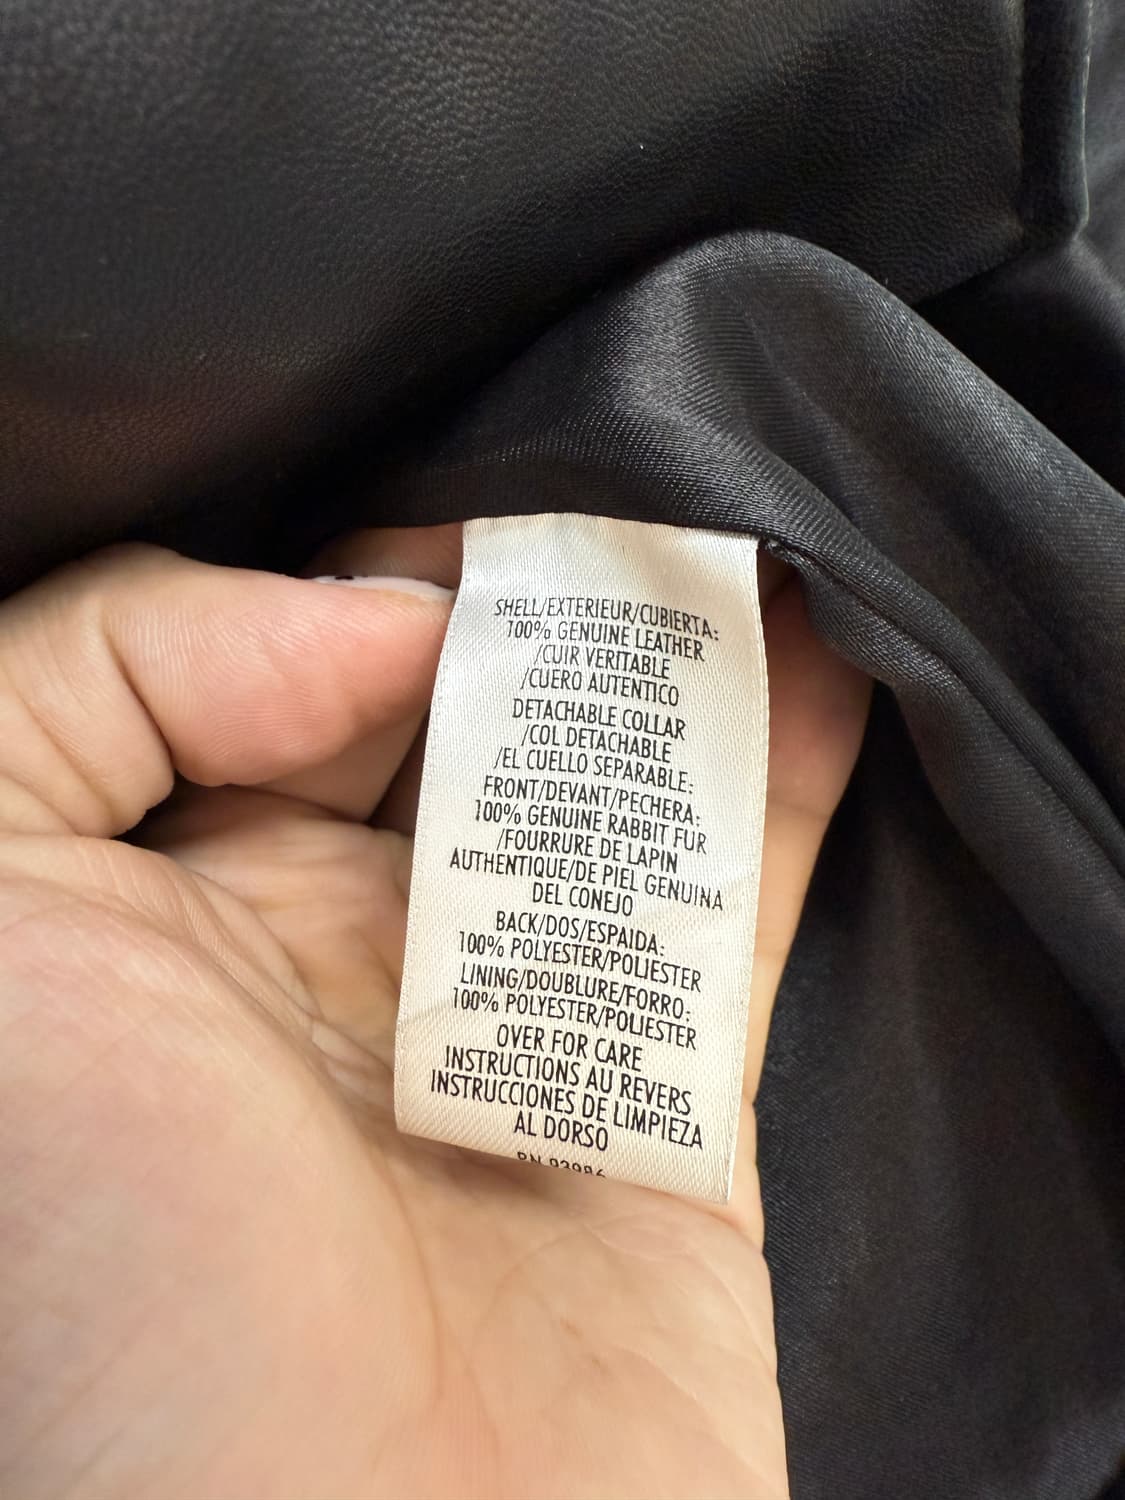 SHELL/EXTERIEUR/CUBIERTA:
100% GENUINE LEATHER
/CUIR VERITABLE
/CUERO AUTENTICO
DETACHABLE COLLAR
/COL DETACHABLE
/EL CUELLO SEPARABLE:
FRONT/DEVANT/PECHERA:
100% GENUINE RABBIT FUR
/FOURRURE DE LAPIN
AUTHENTIQUE/DE PIEL GENUINA
DEL CONEJO
BACK/DOS/ESPAIDA:
100% POLYESTER/POLIESTER
LINING/DOUBLURE/FORRO:
100% POLYESTER/POLIESTER
OVER FOR CARE
INSTRUCTIONS AU REVERS
INSTRUCCIONES DE LIMPIEZA
AL DORSO
RN 93986